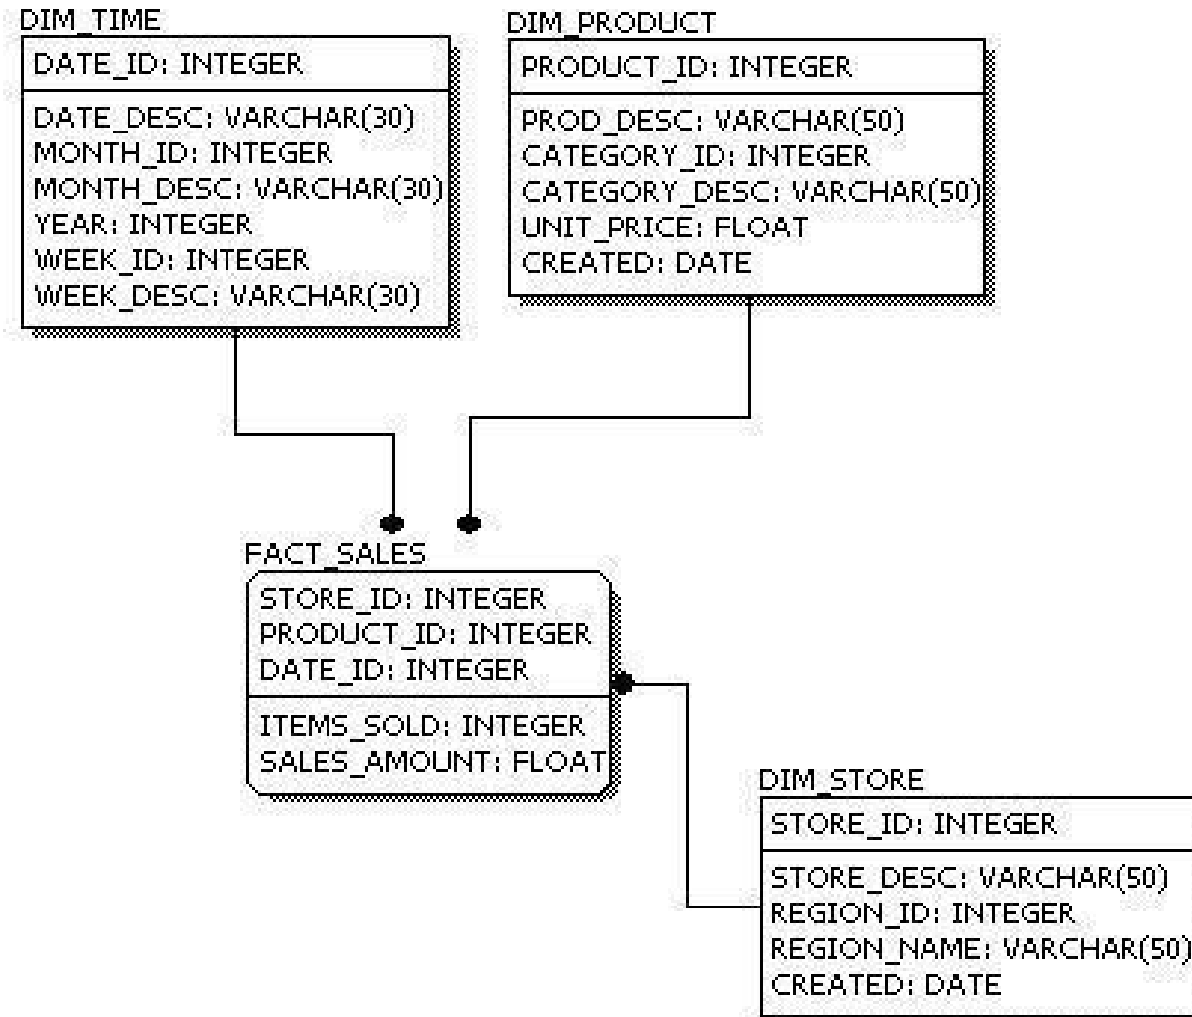 DIM_TIME
DATE_ID: INTEGER
DATE_DESC: VARCHAR(30)
MONTH_ID: INTEGER
MONTH_DESC: VARCHAR(30)
YEAR: INTEGER
WEEK_ID: INTEGER
WEEK_DESC: VARCHAR(30)
DIM_PRODUCT
PRODUCT_ID: INTEGER
PROD_DESC: VARCHAR(50)
CATEGORY_ID: INTEGER
CATEGORY_DESC: VARCHAR(50)
UNIT_PRICE: FLOAT
CREATED: DATE
FACT_SALES
STORE_ID: INTEGER
PRODUCT_ID: INTEGER
DATE_ID: INTEGER
ITEMS_SOLD: INTEGER
SALES_AMOUNT: FLOAT
DIM_STORE
STORE_ID: INTEGER
STORE_DESC: VARCHAR(50)
REGION_ID: INTEGER
REGION_NAME: VARCHAR(50)
CREATED: DATE